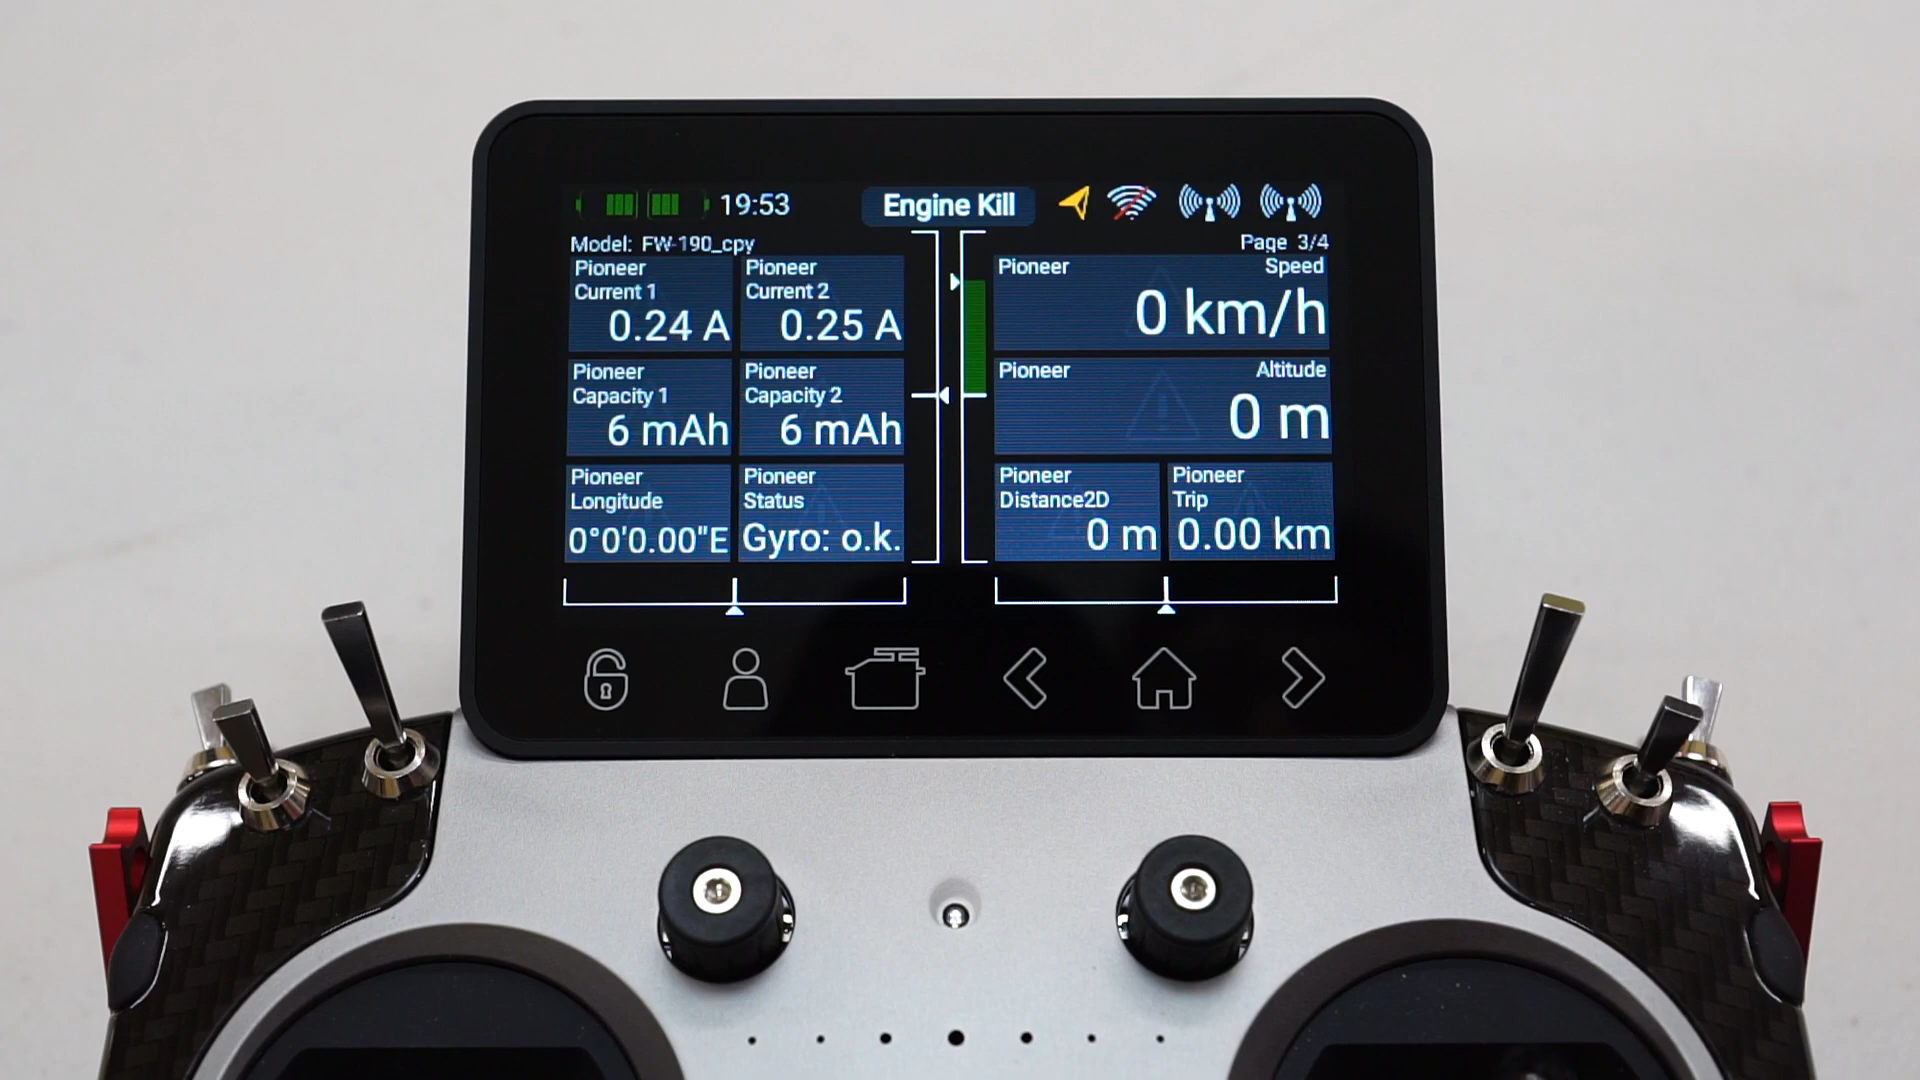 19:53
Engine Kill
Model: FW-190_cpy
Page 3/4
Pioneer
Current 1
0.24 A
Pioneer
Current 2
0.25 A
Pioneer
Speed
0 km/h
Pioneer
Capacity 1
6 mAh
Pioneer
Capacity 2
6 mAh
Pioneer
Altitude
0 m
Pioneer
Longitude
0°0'0.00"E
Pioneer
Status
Gyro: o.k.
Pioneer
Distance2D
0 m
Pioneer
Trip
0.00 km